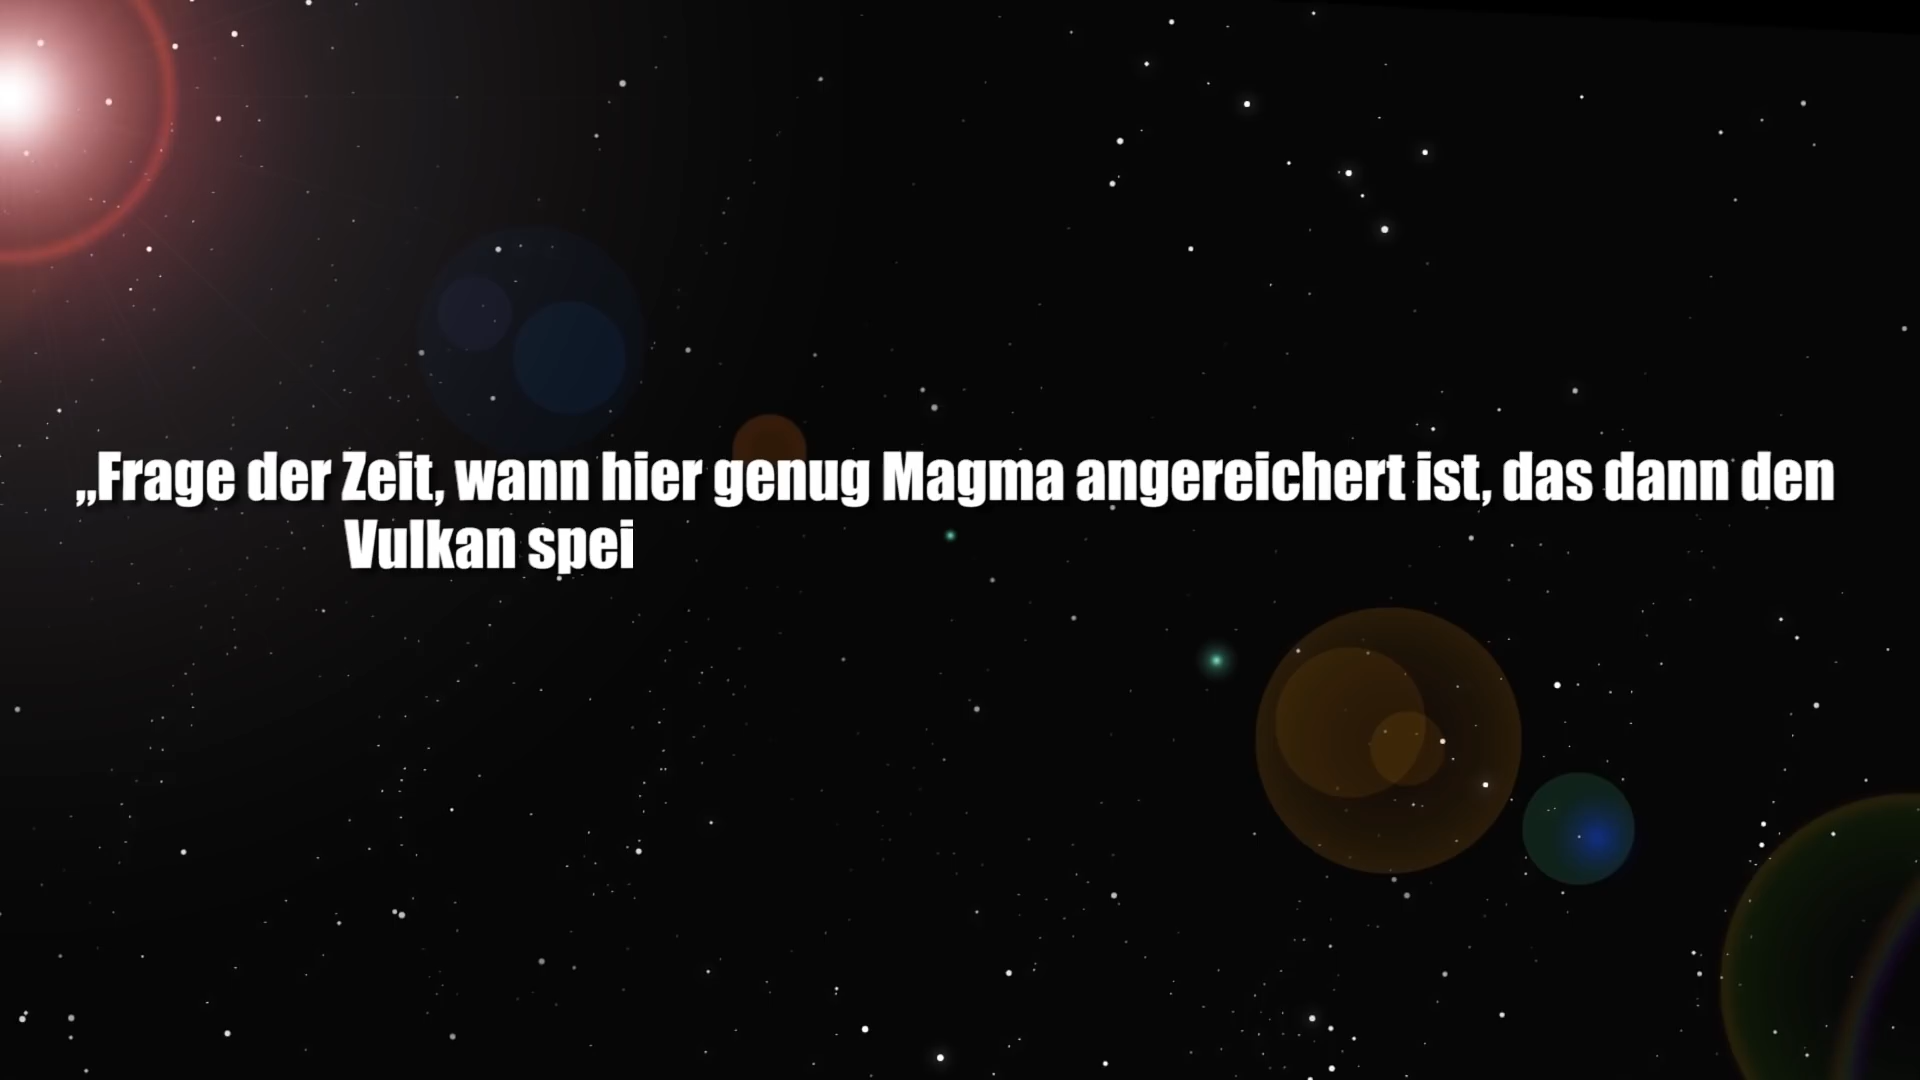 „Frage der Zeit, wann hier genug Magma angereichert ist, das dann den
Vulkan spei